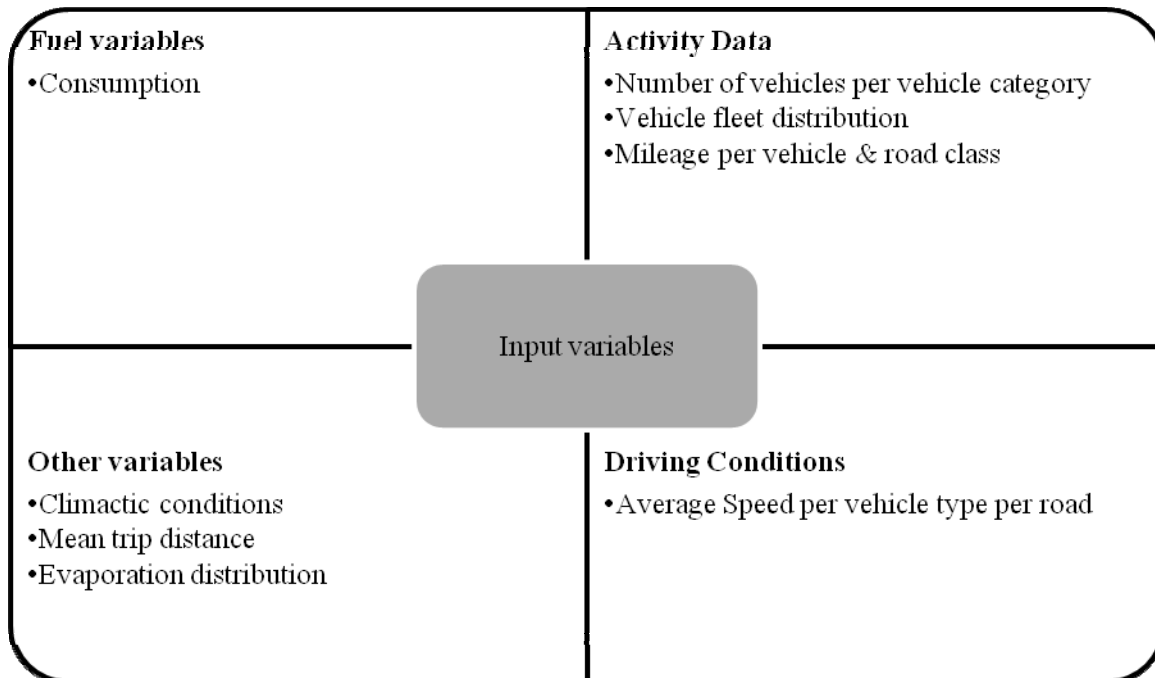 Fuel variables
•Consumption
Activity Data
•Number of vehicles per vehicle category
•Vehicle fleet distribution
•Mileage per vehicle & road class
Input variables
Other variables
•Climactic conditions
•Mean trip distance
•Evaporation distribution
Driving Conditions
•Average Speed per vehicle type per road